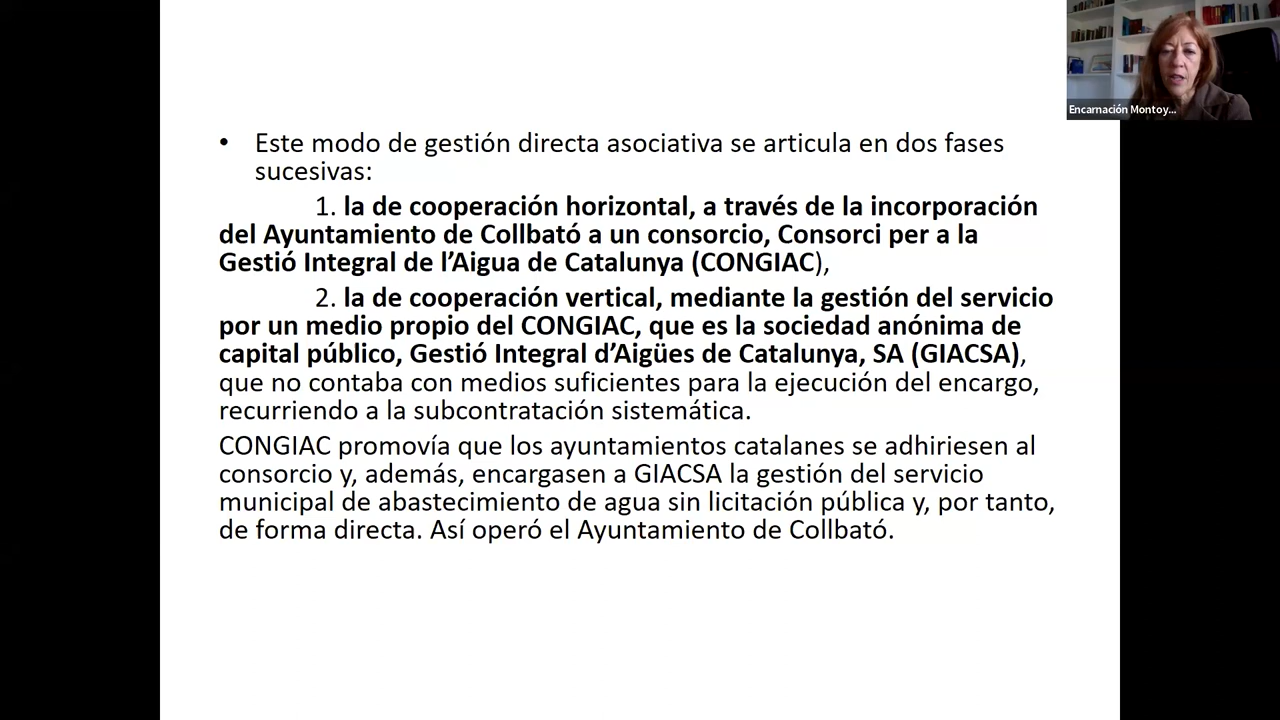 • Este modo de gestión directa asociativa se articula en dos fases
sucesivas:
1. la de cooperación horizontal, a través de la incorporación
del Ayuntamiento de Collbató a un consorcio, Consorci per a la
Gestió Integral de l’Aigua de Catalunya (CONGIAC),
2. la de cooperación vertical, mediante la gestión del servicio
por un medio propio del CONGIAC, que es la sociedad anónima de
capital público, Gestió Integral d’Aigües de Catalunya, SA (GIACSA),
que no contaba con medios suficientes para la ejecución del encargo,
recurriendo a la subcontratación sistemática.
CONGIAC promovía que los ayuntamientos catalanes se adhiriesen al
consorcio y, además, encargasen a GIACSA la gestión del servicio
municipal de abastecimiento de agua sin licitación pública y, por tanto,
de forma directa. Así operó el Ayuntamiento de Collbató.
Encarnación Montoy...